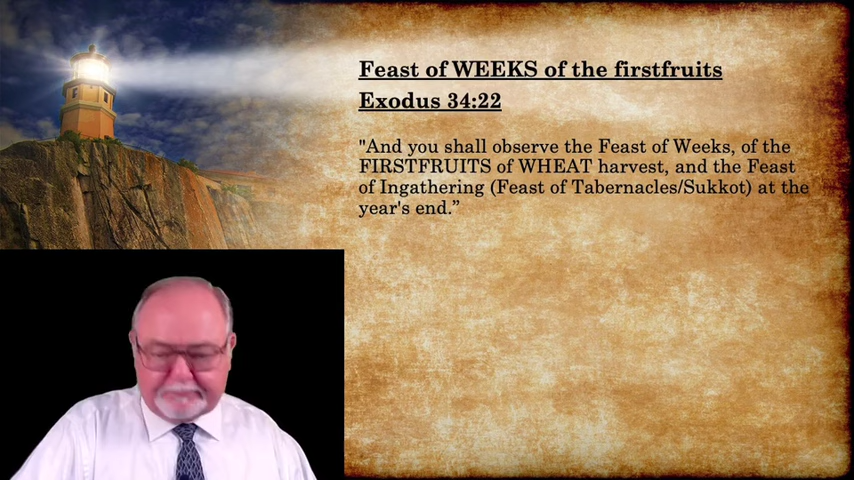 Feast of WEEKS of the firstfruits
Exodus 34:22
"And you shall observe the Feast of Weeks, of the
FIRSTFRUITS of WHEAT harvest, and the Feast
of Ingathering (Feast of Tabernacles/Sukkot) at the
year's end.”